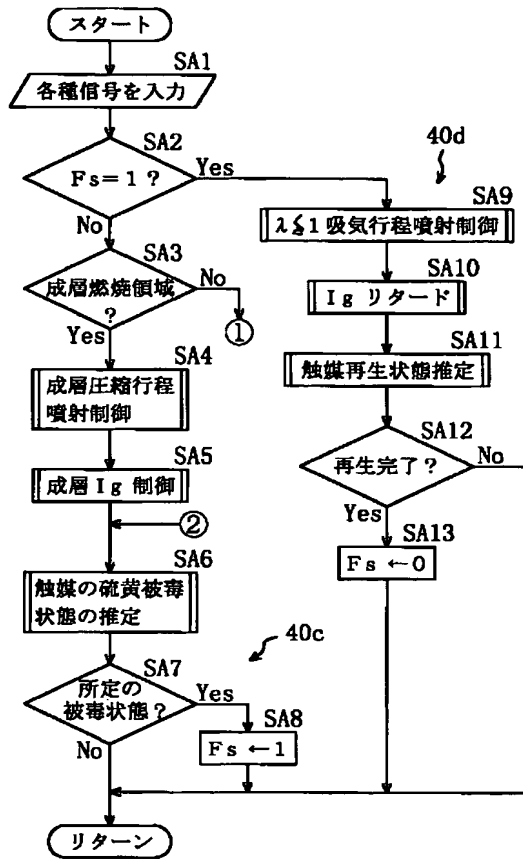 スタート
SA1
各種信号を入力
SA2
Fs=1?
Yes
No
SA3
成層燃焼領域
?
No
①
Yes
SA4
成層圧縮行程
噴射制御
SA5
成層Ig制御
②
SA6
触媒の硫黄被毒
状態の推定
40c
SA7
所定の
被毒状態?
Yes
No
SA8
Fs←1
リターン
40d
SA9
λ≦1吸気行程噴射制御
SA10
Igリタード
SA11
触媒再生状態推定
SA12
再生完了?
No
Yes
SA13
Fs←0